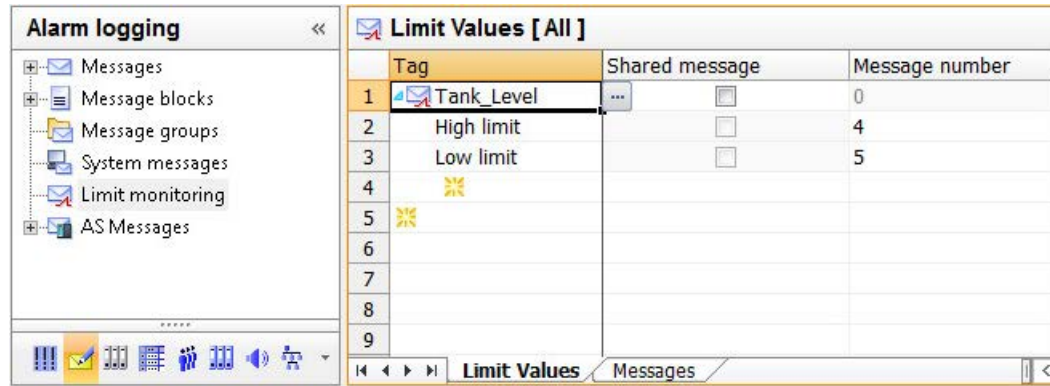 Alarm logging «
Messages
Message blocks
Message groups
System messages
Limit monitoring
AS Messages
Limit Values [ All ]
Tag Shared message Message number
1 Tank_Level ... 0
2 High limit 4
3 Low limit 5
4
5
6
7
8
9
Limit Values Messages